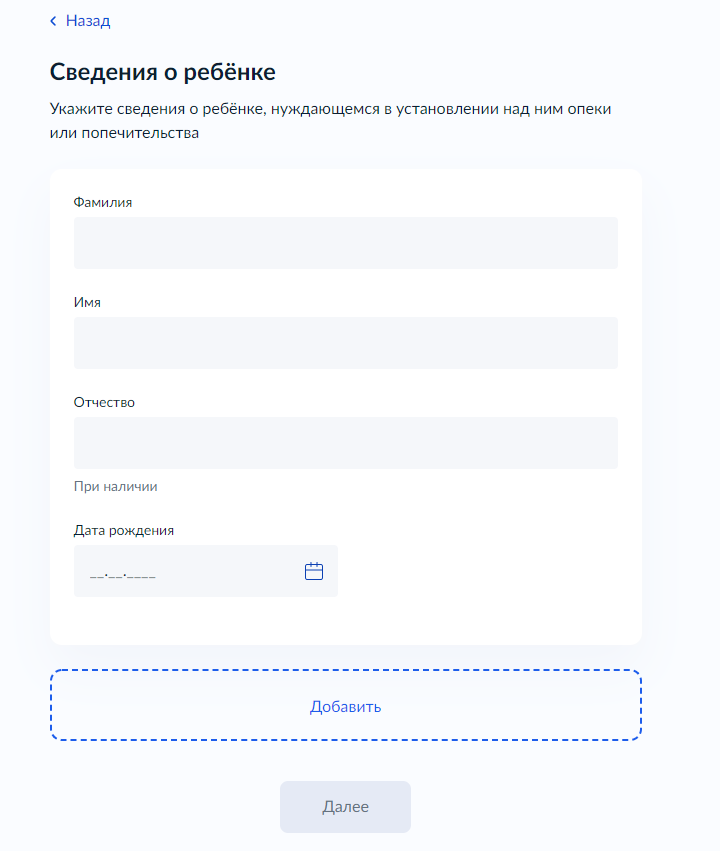 Назад
Сведения о ребёнке
Укажите сведения о ребёнке, нуждающемся в установлении над ним опеки
или попечительства
Фамилия
Имя
Отчество
При наличии
Дата рождения
__.__.____
Добавить
Далее